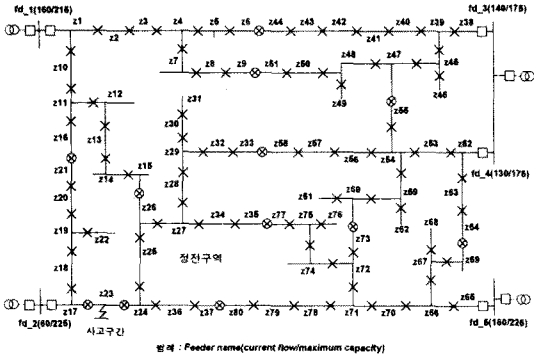 fd_1(160/215)
z1
z2
z3
z4
z5
z6
z44
z43
z42
z41
z40
z39
z38
fd_3(140/175)
z10
z7
z8
z9
z51
z50
z48
z47
z45
z49
z46
z11
z12
z31
z16
z13
z30
z55
z21
z14
z15
z29
z32
z33
z58
z57
z56
z54
z53
z52
fd_4(130/175)
z20
z26
z28
z61
z60
z59
z63
z19
z22
z27
z34
z35
z77
z75
z76
z62
z68
z64
z25
정전구역
z73
z67
z69
z18
z74
z72
z17
z23
z24
z36
z37
z80
z79
z78
z71
z70
z66
z65
fd_2(60/225)
사고구간
fd_5(160/225)
범례 : Feeder name(current flow/maximum capacity)